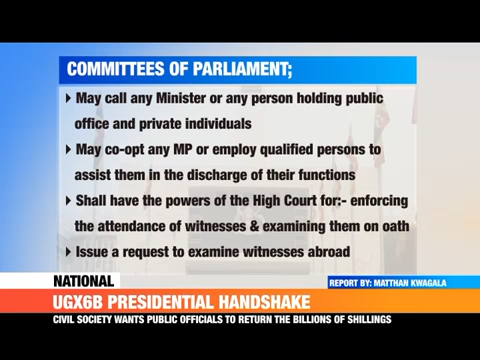 COMMITTEES OF PARLIAMENT;
May call any Minister or any person holding public
office and private individuals
May co-opt any MP or employ qualified persons to
assist them in the discharge of their functions
Shall have the powers of the High Court for:- enforcing
the attendance of witnesses & examining them on oath
Issue a request to examine witnesses abroad
NATIONAL
REPORT BY: MATTHAN KWAGALA
UGX6B PRESIDENTIAL HANDSHAKE
CIVIL SOCIETY WANTS PUBLIC OFFICIALS TO RETURN THE BILLIONS OF SHILLINGS